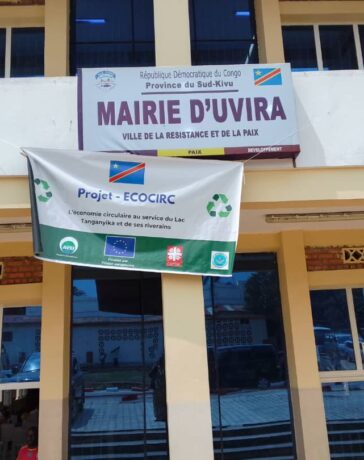 République Démocratique du Congo
Province du Sud-Kivu
MAIRIE D'UVIRA
VILLE DE LA RESISTANCE ET DE LA PAIX
PAIX
DEVELOPPEMENT
Projet - ECOCIRC
L'économie circulaire au service du Lac
Tanganyika et de ses riverains